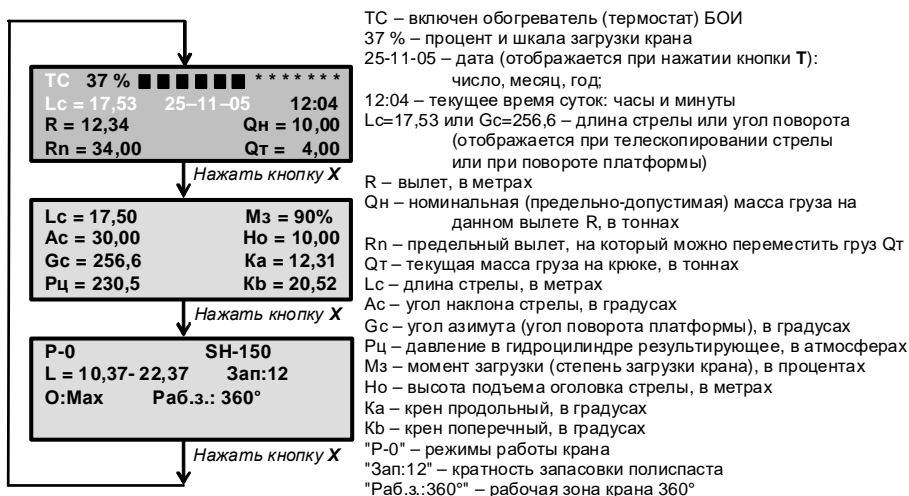 ТС 37 % ■ ■ ■ ■ ■ ■ * * * * * * *
Lc = 17,53 25–11–05 12:04
R = 12,34 Qн = 10,00
Rn = 34,00 Qт = 4,00
Нажать кнопку X
Lc = 17,50 Мз = 90%
Ac = 30,00 Но = 10,00
Gc = 256,6 Ка = 12,31
Рц = 230,5 Кb = 20,52
Нажать кнопку X
Р-0 SH-150
L = 10,37- 22,37 Зап:12
O:Max Раб.з.: 360°
Нажать кнопку X
ТС – включен обогреватель (термостат) БОИ
37 % – процент и шкала загрузки крана
25-11-05 – дата (отображается при нажатии кнопки Т):
число, месяц, год;
12:04 – текущее время суток: часы и минуты
Lc=17,53 или Gc=256,6 – длина стрелы или угол поворота
(отображается при телескопировании стрелы
или при повороте платформы)
R – вылет, в метрах
Qн – номинальная (предельно-допустимая) масса груза на
данном вылете R, в тоннах
Rn – предельный вылет, на который можно переместить груз Qт
Qт – текущая масса груза на крюке, в тоннах
Lc – длина стрелы, в метрах
Ac – угол наклона стрелы, в градусах
Gc – угол азимута (угол поворота платформы), в градусах
Рц – давление в гидроцилиндре результирующее, в атмосферах
Мз – момент загрузки (степень загрузки крана), в процентах
Но – высота подъема оголовка стрелы, в метрах
Ка – крен продольный, в градусах
Кb – крен поперечный, в градусах
"Р-0" – режимы работы крана
"Зап:12" – кратность запасовки полиспаста
"Раб.з.:360°" – рабочая зона крана 360°